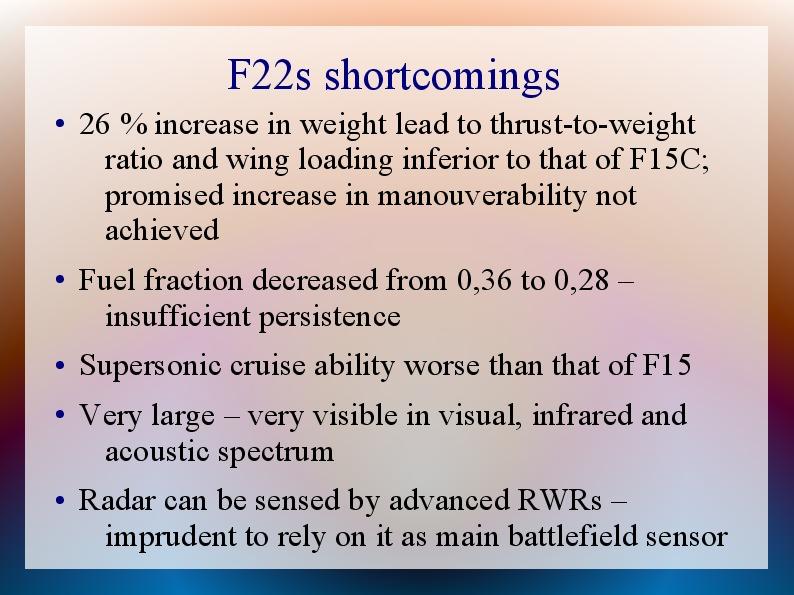 F22s shortcomings
• 26 % increase in weight lead to thrust-to-weight
ratio and wing loading inferior to that of F15C;
promised increase in manouverability not
achieved
• Fuel fraction decreased from 0,36 to 0,28 –
insufficient persistence
• Supersonic cruise ability worse than that of F15
• Very large – very visible in visual, infrared and
acoustic spectrum
• Radar can be sensed by advanced RWRs –
imprudent to rely on it as main battlefield sensor